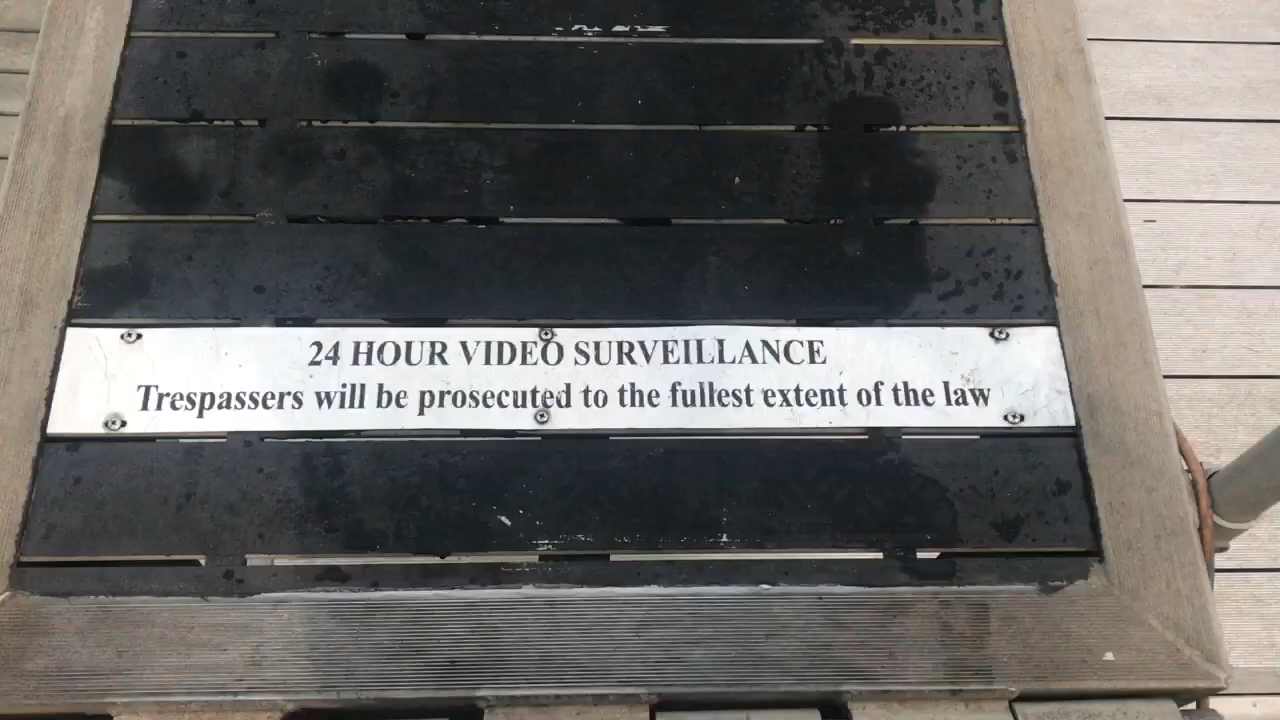 24 HOUR VIDEO SURVEILLANCE
Trespassers will be prosecuted to the fullest extent of the law